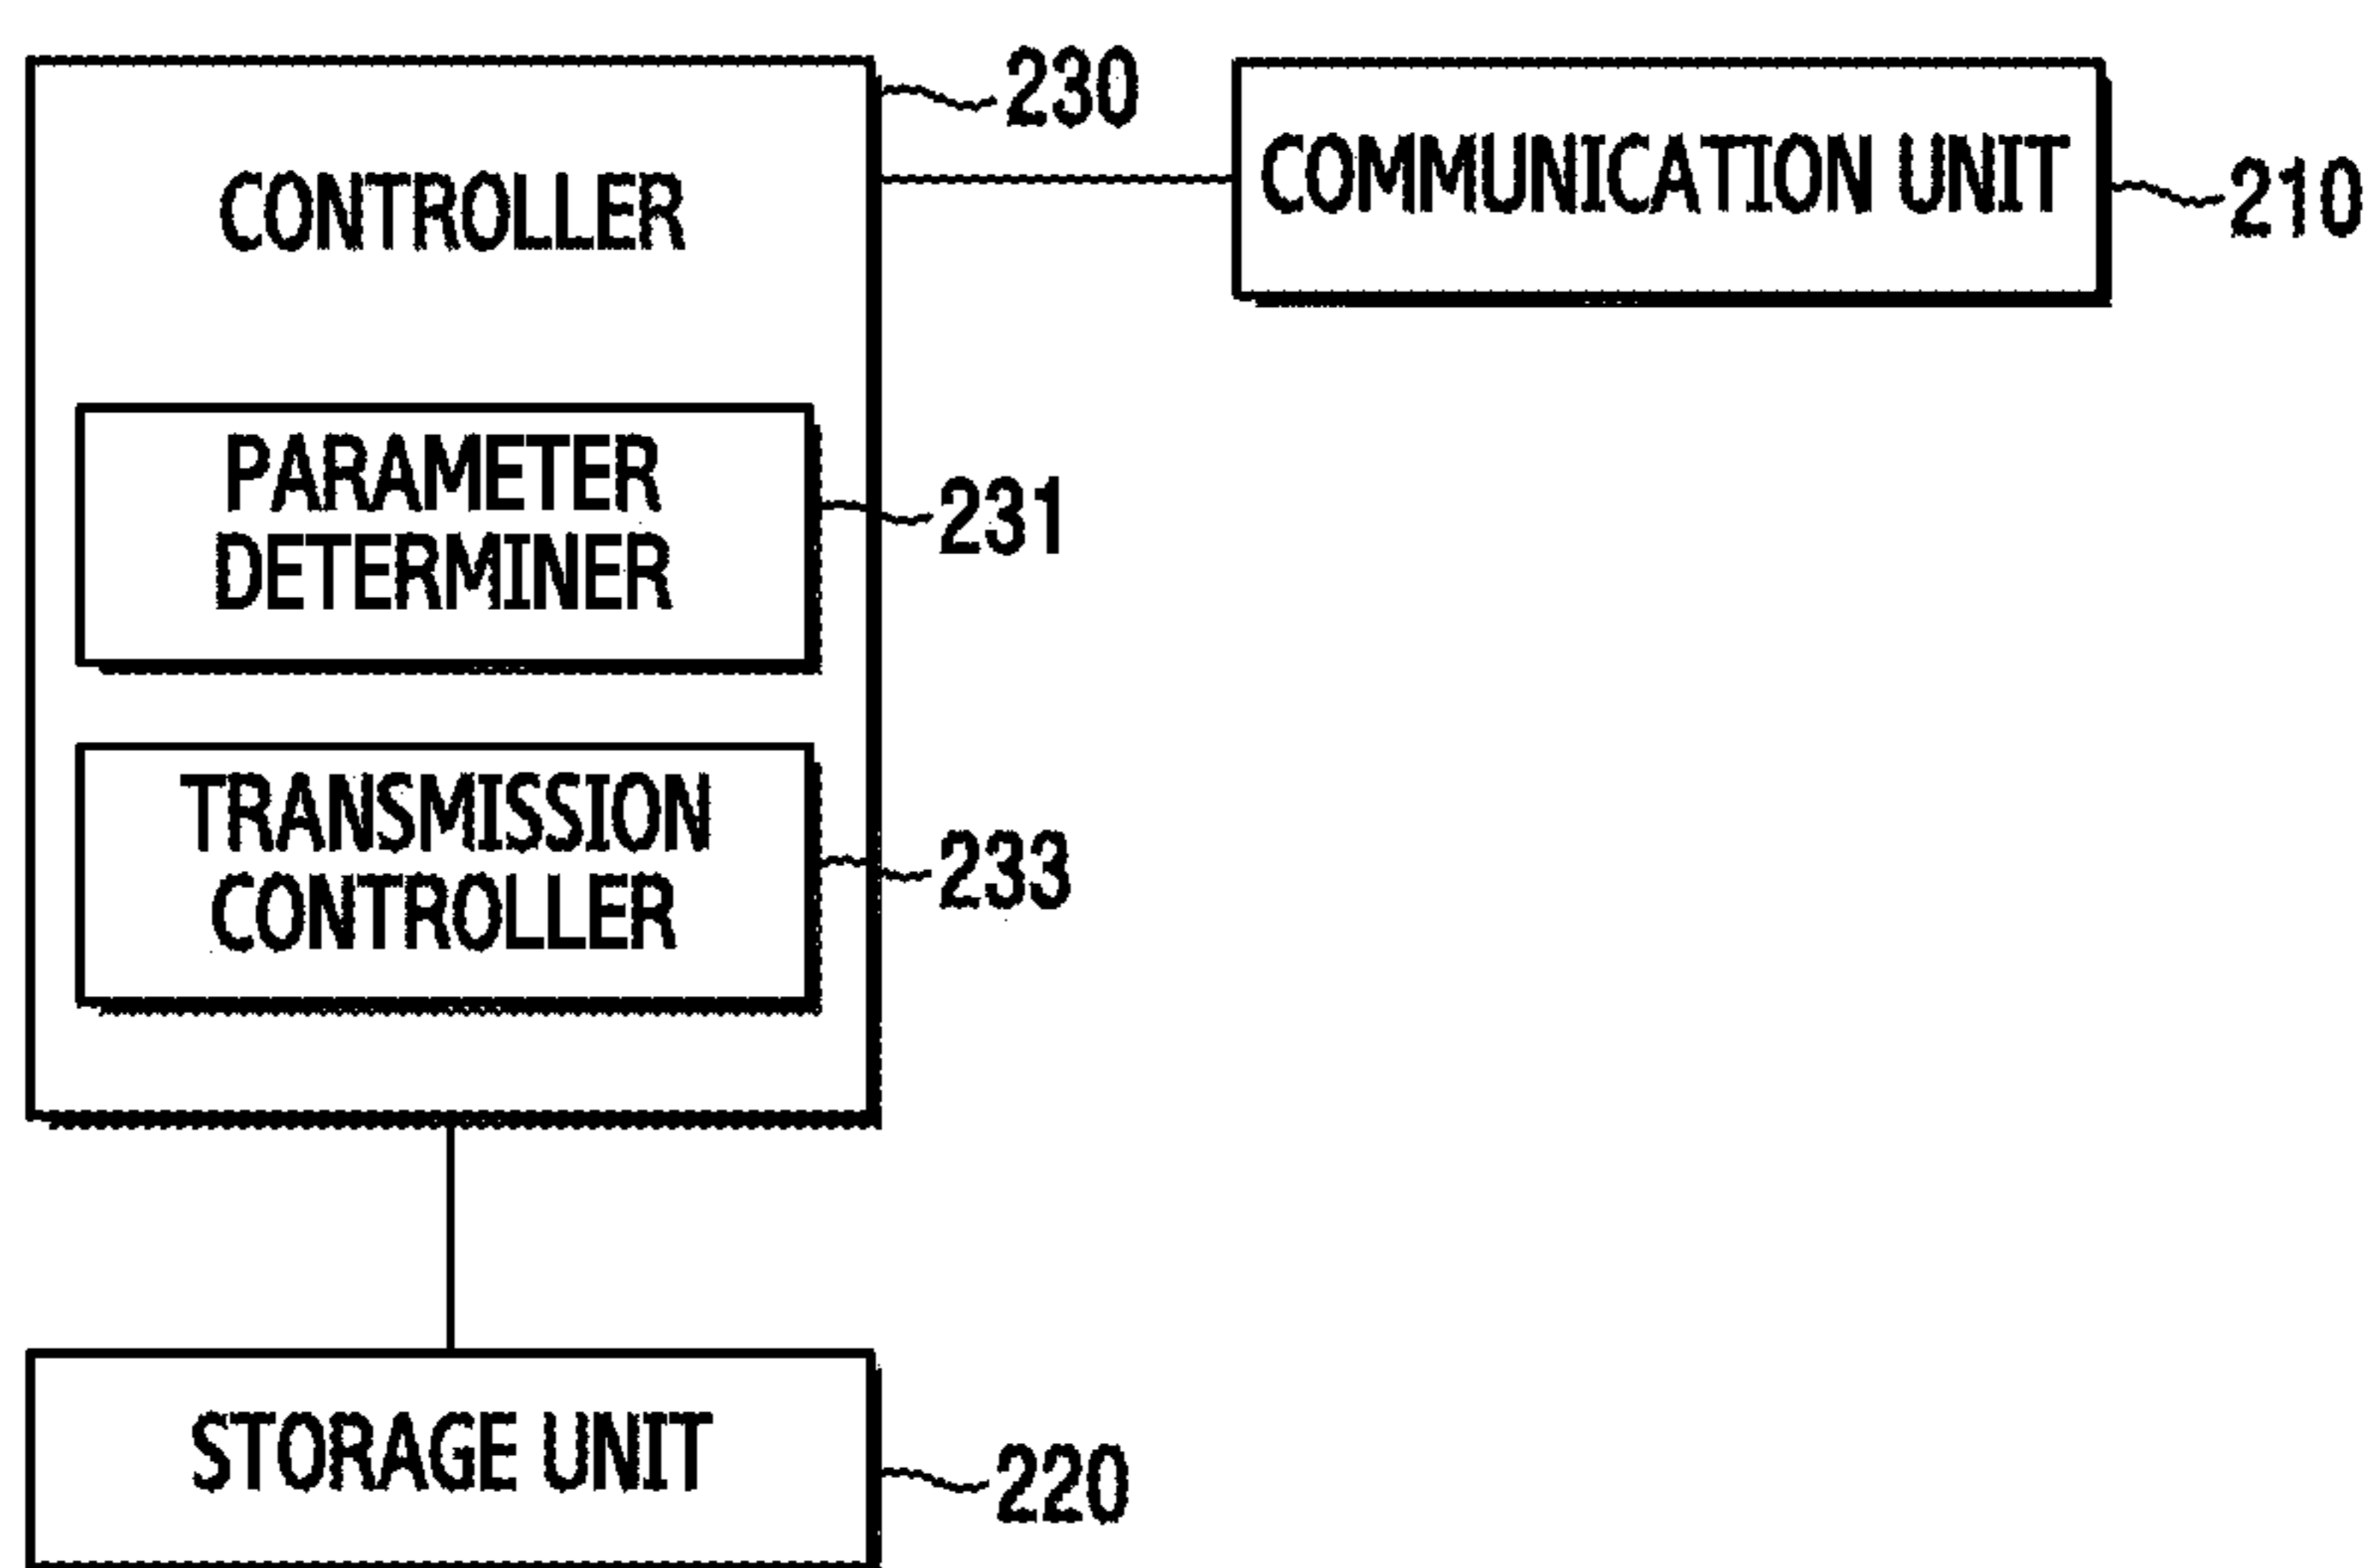 230
CONTROLLER
COMMUNICATION UNIT
210
PARAMETER
DETERMINER
231
TRANSMISSION
CONTROLLER
233
STORAGE UNIT
220